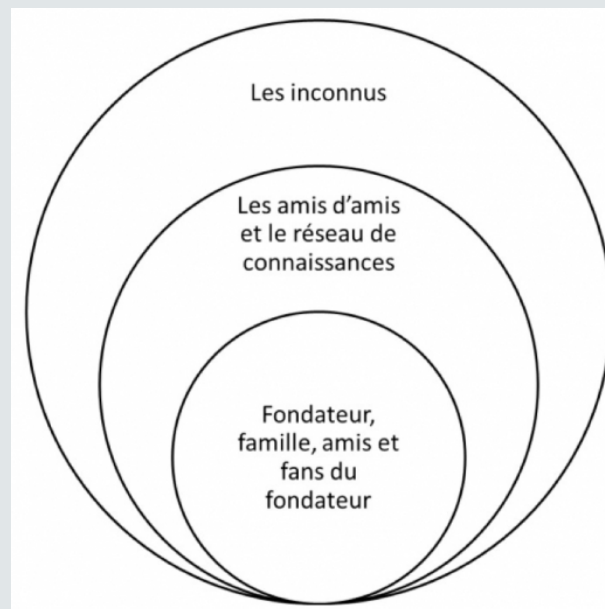 Les inconnus
Les amis d’amis
et le réseau de
connaissances
Fondateur,
famille, amis et
fans du
fondateur